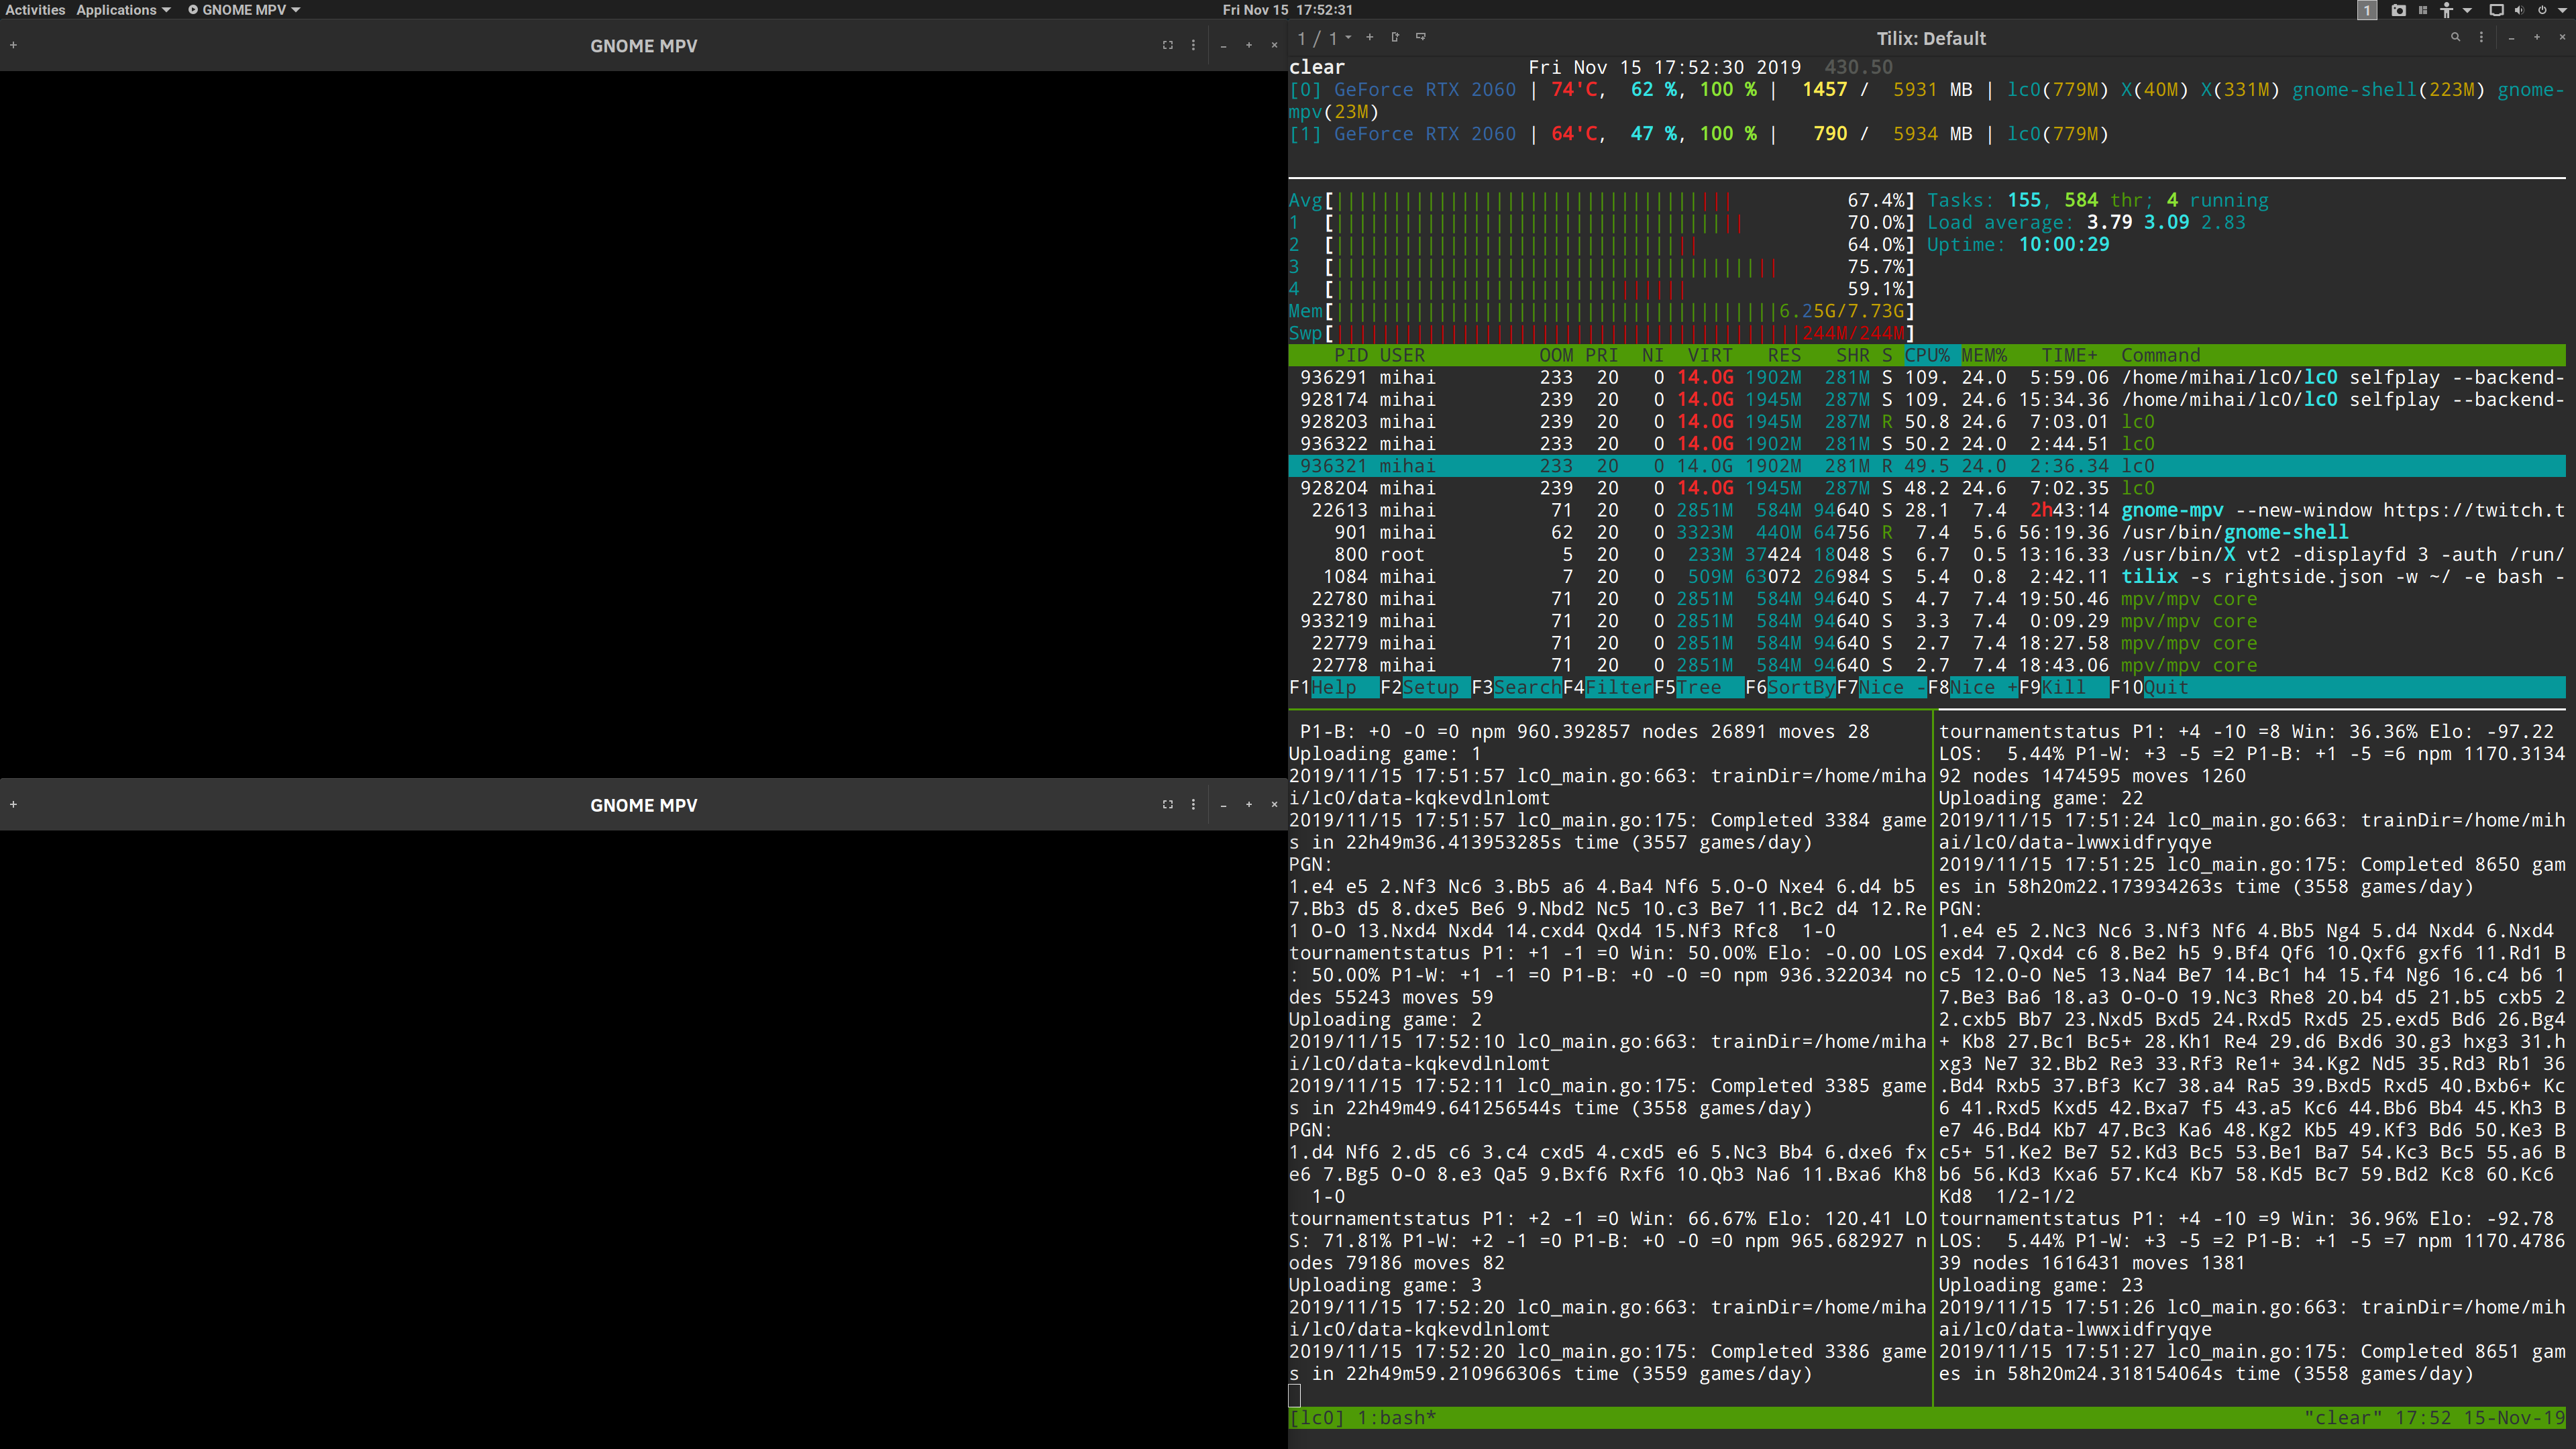 Activities Applications GNOME MPV Fri Nov 15 17:52:31 1
GNOME MPV
GNOME MPV
1 / 1 Tilix: Default
clear Fri Nov 15 17:52:30 2019 430.50
[0] GeForce RTX 2060 | 74'C, 62 %, 100 % | 1457 / 5931 MB | lc0(779M) X(40M) X(331M) gnome-shell(223M) gnome-
mpv(23M)
[1] GeForce RTX 2060 | 64'C, 47 %, 100 % | 790 / 5934 MB | lc0(779M)
Avg[ 67.4%] Tasks: 155, 584 thr; 4 running
1 [ 70.0%] Load average: 3.79 3.09 2.83
2 [ 64.0%] Uptime: 10:00:29
3 [ 75.7%]
4 [ 59.1%]
Mem[ 6.25G/7.73G]
Swp[ 244M/244M]
PID USER OOM PRI NI VIRT RES SHR S CPU% MEM% TIME+ Command
936291 mihai 233 20 0 14.0G 1902M 281M S 109. 24.0 5:59.06 /home/mihai/lc0/lc0 selfplay --backend-
928174 mihai 239 20 0 14.0G 1945M 287M S 109. 24.6 15:34.36 /home/mihai/lc0/lc0 selfplay --backend-
928203 mihai 239 20 0 14.0G 1945M 287M R 50.8 24.6 7:03.01 lc0
936322 mihai 233 20 0 14.0G 1902M 281M S 50.2 24.0 2:44.51 lc0
936321 mihai 233 20 0 14.0G 1902M 281M R 49.5 24.0 2:36.34 lc0
928204 mihai 239 20 0 14.0G 1945M 287M S 48.2 24.6 7:02.35 lc0
22613 mihai 71 20 0 2851M 584M 94640 S 28.1 7.4 2h43:14 gnome-mpv --new-window https://twitch.t
901 mihai 62 20 0 3323M 440M 64756 R 7.4 5.6 56:19.36 /usr/bin/gnome-shell
800 root 5 20 0 233M 37424 18048 S 6.7 0.5 13:16.33 /usr/bin/X vt2 -displayfd 3 -auth /run/
1084 mihai 7 20 0 509M 63072 26984 S 5.4 0.8 2:42.11 tilix -s rightside.json -w ~/ -e bash -
22780 mihai 71 20 0 2851M 584M 94640 S 4.7 7.4 19:50.46 mpv/mpv core
933219 mihai 71 20 0 2851M 584M 94640 S 3.3 7.4 0:09.29 mpv/mpv core
22779 mihai 71 20 0 2851M 584M 94640 S 2.7 7.4 18:27.58 mpv/mpv core
22778 mihai 71 20 0 2851M 584M 94640 S 2.7 7.4 18:43.06 mpv/mpv core
F1Help F2Setup F3SearchF4FilterF5Tree F6SortByF7Nice -F8Nice +F9Kill F10Quit
P1-B: +0 -0 =0 npm 960.392857 nodes 26891 moves 28
Uploading game: 1
2019/11/15 17:51:57 lc0_main.go:663: trainDir=/home/miha
i/lc0/data-kqkevdlnlomt
2019/11/15 17:51:57 lc0_main.go:175: Completed 3384 game
s in 22h49m36.413953285s time (3557 games/day)
PGN:
1.e4 e5 2.Nf3 Nc6 3.Bb5 a6 4.Ba4 Nf6 5.O-O Nxe4 6.d4 b5
7.Bb3 d5 8.dxe5 Be6 9.Nbd2 Nc5 10.c3 Be7 11.Bc2 d4 12.Re
1 O-O 13.Nxd4 Nxd4 14.cxd4 Qxd4 15.Nf3 Rfc8 1-0
tournamentstatus P1: +1 -1 =0 Win: 50.00% Elo: -0.00 LOS
: 50.00% P1-W: +1 -1 =0 P1-B: +0 -0 =0 npm 936.322034 no
des 55243 moves 59
Uploading game: 2
2019/11/15 17:52:10 lc0_main.go:663: trainDir=/home/miha
i/lc0/data-kqkevdlnlomt
2019/11/15 17:52:11 lc0_main.go:175: Completed 3385 game
s in 22h49m49.641256544s time (3558 games/day)
PGN:
1.d4 Nf6 2.d5 c6 3.c4 cxd5 4.cxd5 e6 5.Nc3 Bb4 6.dxe6 fx
e6 7.Bg5 O-O 8.e3 Qa5 9.Bxf6 Rxf6 10.Qb3 Na6 11.Bxa6 Kh8
1-0
tournamentstatus P1: +2 -1 =0 Win: 66.67% Elo: 120.41 LO
S: 71.81% P1-W: +2 -1 =0 P1-B: +0 -0 =0 npm 965.682927 n
odes 79186 moves 82
Uploading game: 3
2019/11/15 17:52:20 lc0_main.go:663: trainDir=/home/miha
i/lc0/data-kqkevdlnlomt
2019/11/15 17:52:20 lc0_main.go:175: Completed 3386 game
s in 22h49m59.210966306s time (3559 games/day)
tournamentstatus P1: +4 -10 =8 Win: 36.36% Elo: -97.22
LOS: 5.44% P1-W: +3 -5 =2 P1-B: +1 -5 =6 npm 1170.3134
92 nodes 1474595 moves 1260
Uploading game: 22
2019/11/15 17:51:24 lc0_main.go:663: trainDir=/home/mih
ai/lc0/data-lwwxidfryqye
2019/11/15 17:51:25 lc0_main.go:175: Completed 8650 gam
es in 58h20m22.173934263s time (3558 games/day)
PGN:
1.e4 e5 2.Nc3 Nc6 3.Nf3 Nf6 4.Bb5 Ng4 5.d4 Nxd4 6.Nxd4
exd4 7.Qxd4 c6 8.Be2 h5 9.Bf4 Qf6 10.Qxf6 gxf6 11.Rd1 B
c5 12.O-O Ne5 13.Na4 Be7 14.Bc1 h4 15.f4 Ng6 16.c4 b6 1
7.Be3 Ba6 18.a3 O-O-O 19.Nc3 Rhe8 20.b4 d5 21.b5 cxb5 2
2.cxb5 Bb7 23.Nxd5 Bxd5 24.Rxd5 Rxd5 25.exd5 Bd6 26.Bg4
+ Kb8 27.Bc1 Bc5+ 28.Kh1 Re4 29.d6 Bxd6 30.g3 hxg3 31.h
xg3 Ne7 32.Bb2 Re3 33.Rf3 Re1+ 34.Kg2 Nd5 35.Rd3 Rb1 36
.Bd4 Rxb5 37.Bf3 Kc7 38.a4 Ra5 39.Bxd5 Rxd5 40.Bxb6+ Kc
6 41.Rxd5 Kxd5 42.Bxa7 f5 43.a5 Kc6 44.Bb6 Bb4 45.Kh3 B
e7 46.Bd4 Kb7 47.Bc3 Ka6 48.Kg2 Kb5 49.Kf3 Bd6 50.Ke3 B
c5+ 51.Ke2 Be7 52.Kd3 Bc5 53.Be1 Ba7 54.Kc3 Bc5 55.a6 B
b6 56.Kd3 Kxa6 57.Kc4 Kb7 58.Kd5 Bc7 59.Bd2 Kc8 60.Kc6
Kd8 1/2-1/2
tournamentstatus P1: +4 -10 =9 Win: 36.96% Elo: -92.78
LOS: 5.44% P1-W: +3 -5 =2 P1-B: +1 -5 =7 npm 1170.4786
39 nodes 1616431 moves 1381
Uploading game: 23
2019/11/15 17:51:26 lc0_main.go:663: trainDir=/home/mih
ai/lc0/data-lwwxidfryqye
2019/11/15 17:51:27 lc0_main.go:175: Completed 8651 gam
es in 58h20m24.318154064s time (3558 games/day)
[lc0] 1:bash* "clear" 17:52 15-Nov-19